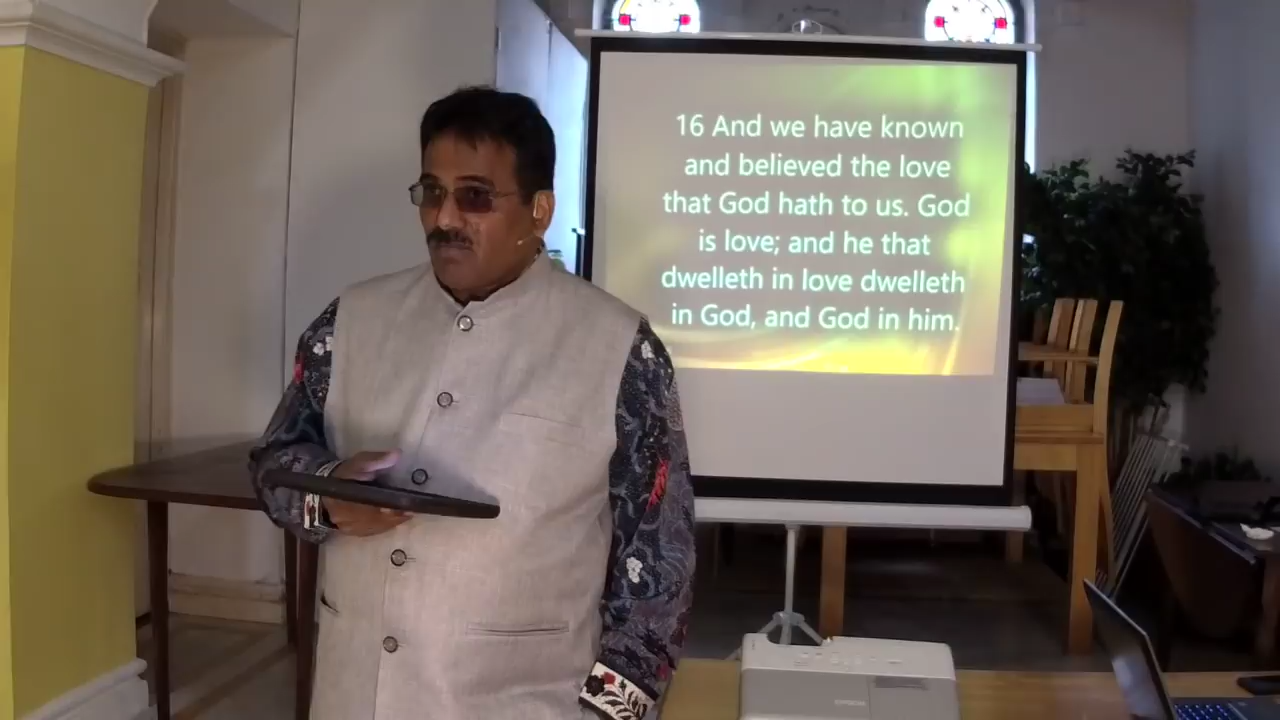 16 And we have known
and believed the love
that God hath to us. God
is love; and he that
dwelleth in love dwelleth
in God, and God in him.
EPSON